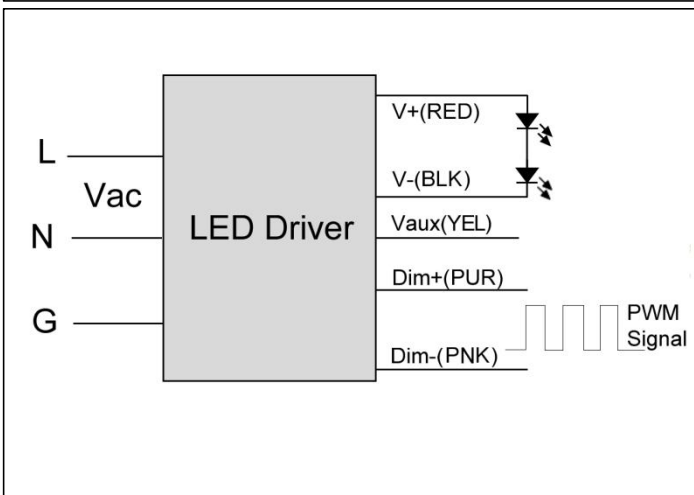 L
Vac
N
G
LED Driver
V+(RED)
V-(BLK)
Vaux(YEL)
Dim+(PUR)
Dim-(PNK)
PWM
Signal